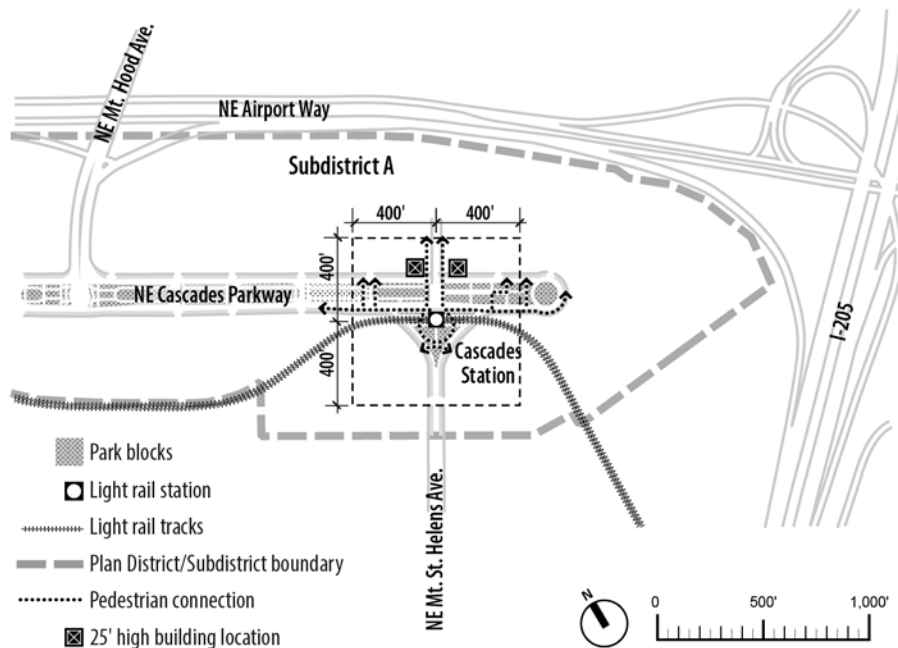 NE Mt. Hood Ave.
NE Airport Way
Subdistrict A
400' 400'
400'
NE Cascades Parkway
400'
Cascades
Station
I-205
NE Mt. St. Helens Ave.
Park blocks
Light rail station
Light rail tracks
Plan District/Subdistrict boundary
Pedestrian connection
25' high building location
N
0 500' 1,000'